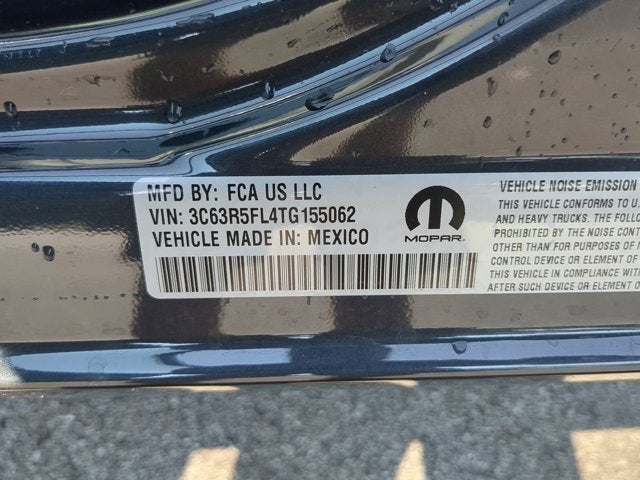 MFD BY: FCA US LLC
VIN: 3C63R5FL4TG155062
VEHICLE MADE IN: MEXICO
MOPAR
VEHICLE NOISE EMISSION
THIS VEHICLE CONFORMS TO U.
AND HEAVY TRUCKS. THE FOLL
PROHIBITED BY THE NOISE CONT
OTHER THAN FOR PURPOSES OF M
CONTROL DEVICE OR ELEMENT OF
THIS VEHICLE IN COMPLIANCE WITH
AFTER SUCH DEVICE OR ELEMENT